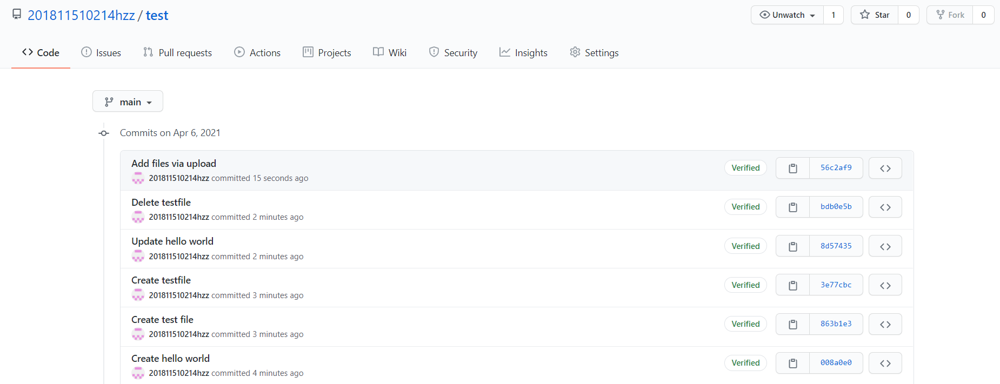 201811510214hzz / test
Unwatch 1 Star 0 Fork 0
Code Issues Pull requests Actions Projects Wiki Security Insights Settings
main
Commits on Apr 6, 2021
Add files via upload
201811510214hzz committed 15 seconds ago
Verified 56c2af9
Delete testfile
201811510214hzz committed 2 minutes ago
Verified bdb0e5b
Update hello world
201811510214hzz committed 2 minutes ago
Verified 8d57435
Create testfile
201811510214hzz committed 3 minutes ago
Verified 3e77cbc
Create test file
201811510214hzz committed 3 minutes ago
Verified 863b1e3
Create hello world
201811510214hzz committed 4 minutes ago
Verified 008a0e0